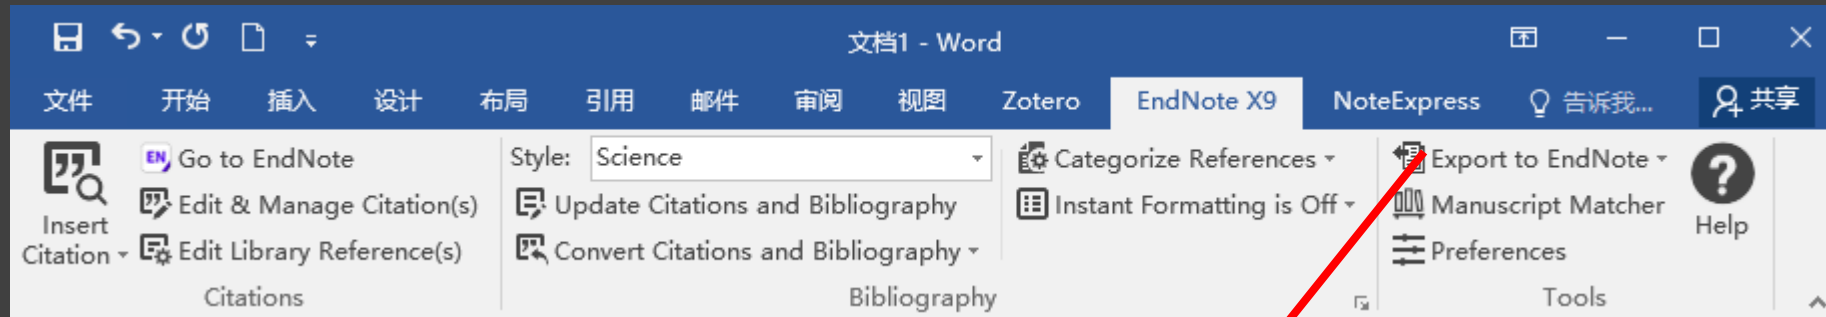 文档1 - Word
文件 开始 插入 设计 布局 引用 邮件 审阅 视图 Zotero EndNote X9 NoteExpress 告诉我... 共享
Insert Citation
EN Go to EndNote
Edit & Manage Citation(s)
Edit Library Reference(s)
Citations
Style: Science
Update Citations and Bibliography
Convert Citations and Bibliography
Categorize References
Instant Formatting is Off
Bibliography
Export to EndNote
Manuscript Matcher
Preferences
Help
Tools